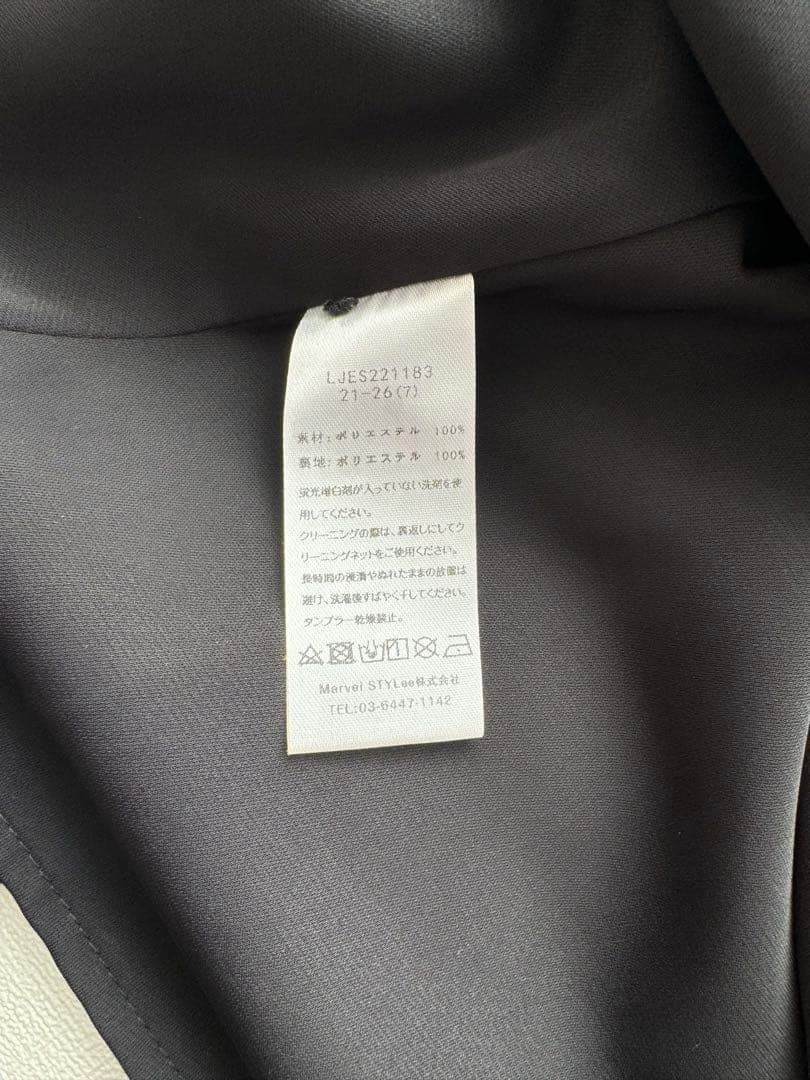 LJES221183
21-26(7)
素材:ポリエステル 100%
裏地:ポリエステル 100%
蛍光増白剤が入っていない洗剤を使
用してください。
クリーニングの際は、裏返しにしてク
リーニングネットをご使用ください。
長時間の浸漬やぬれたままの放置は
避け、洗濯後すばやく干してください。
タンブラー乾燥禁止。
Marvel STYLee株式会社
TEL:03-6447-1142